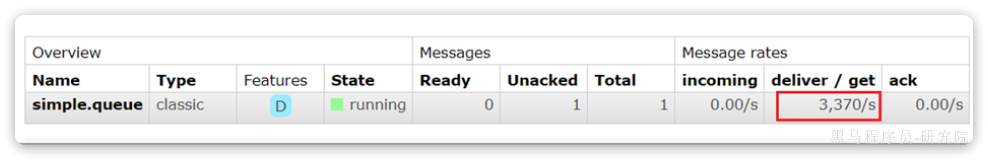 Overview Messages Message rates
Name Type Features State Ready Unacked Total incoming deliver / get ack
simple.queue classic D running 0 1 1 0.00/s 3,370/s 0.00/s
黑马程序员-研究院